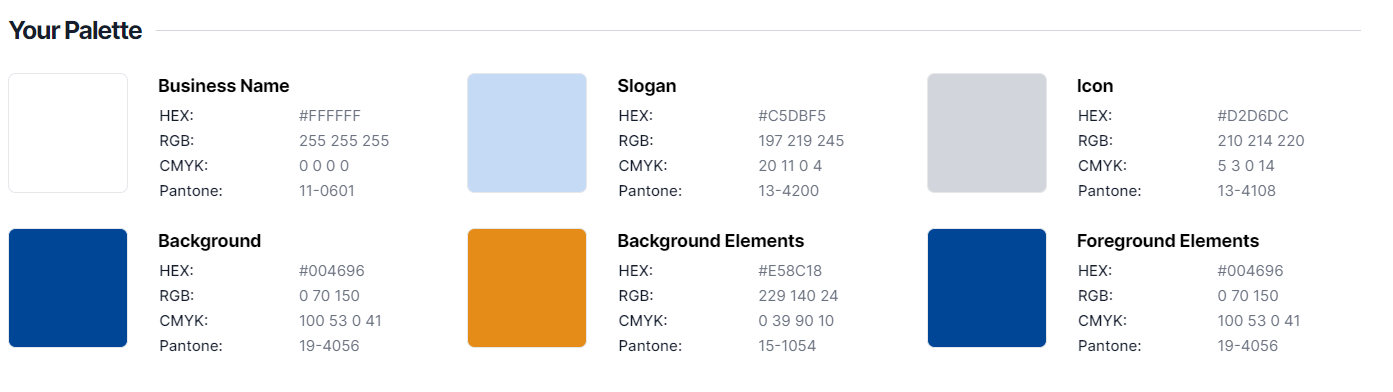 Your Palette
Business Name
HEX: #FFFFFF
RGB: 255 255 255
CMYK: 0 0 0 0
Pantone: 11-0601
Slogan
HEX: #C5DBF5
RGB: 197 219 245
CMYK: 20 11 0 4
Pantone: 13-4200
Icon
HEX: #D2D6DC
RGB: 210 214 220
CMYK: 5 3 0 14
Pantone: 13-4108
Background
HEX: #004696
RGB: 0 70 150
CMYK: 100 53 0 41
Pantone: 19-4056
Background Elements
HEX: #E58C18
RGB: 229 140 24
CMYK: 0 39 90 10
Pantone: 15-1054
Foreground Elements
HEX: #004696
RGB: 0 70 150
CMYK: 100 53 0 41
Pantone: 19-4056